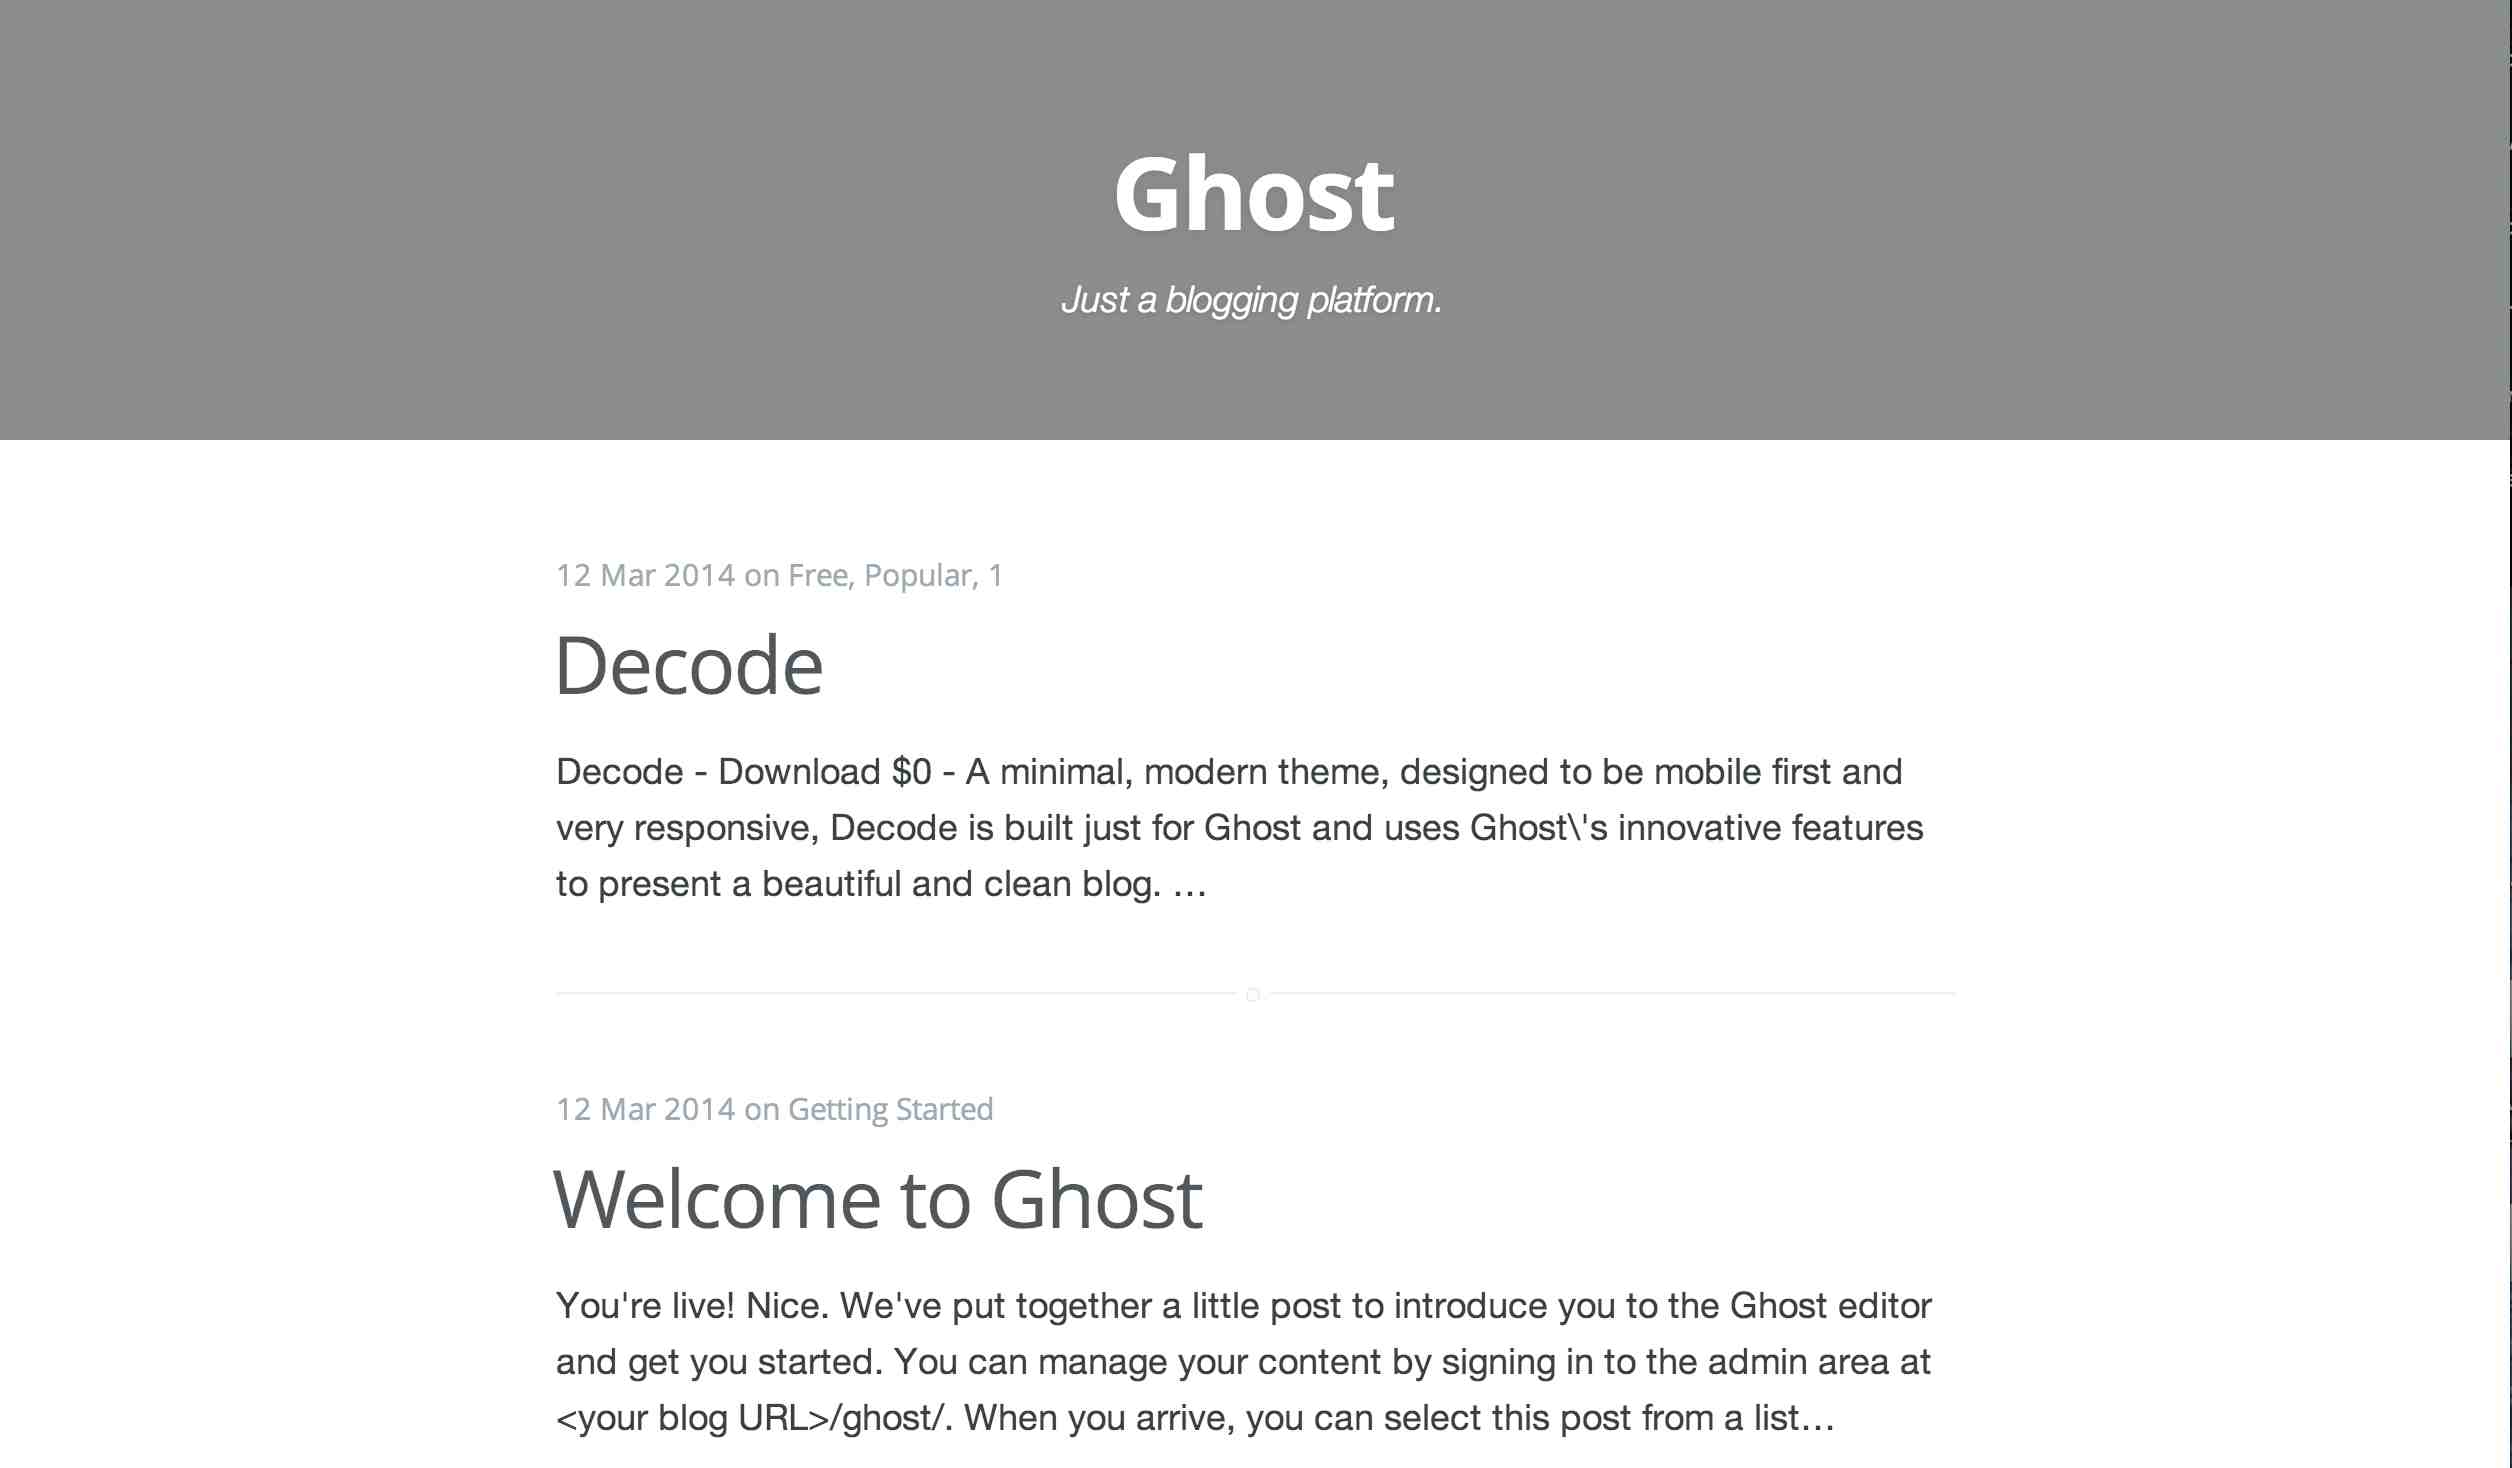 Ghost
Just a blogging platform.
12 Mar 2014 on Free, Popular, 1
Decode
Decode - Download $0 - A minimal, modern theme, designed to be mobile first and
very responsive, Decode is built just for Ghost and uses Ghost\'s innovative features
to present a beautiful and clean blog. ...
12 Mar 2014 on Getting Started
Welcome to Ghost
You're live! Nice. We've put together a little post to introduce you to the Ghost editor
and get you started. You can manage your content by signing in to the admin area at
<your blog URL>/ghost/. When you arrive, you can select this post from a list...